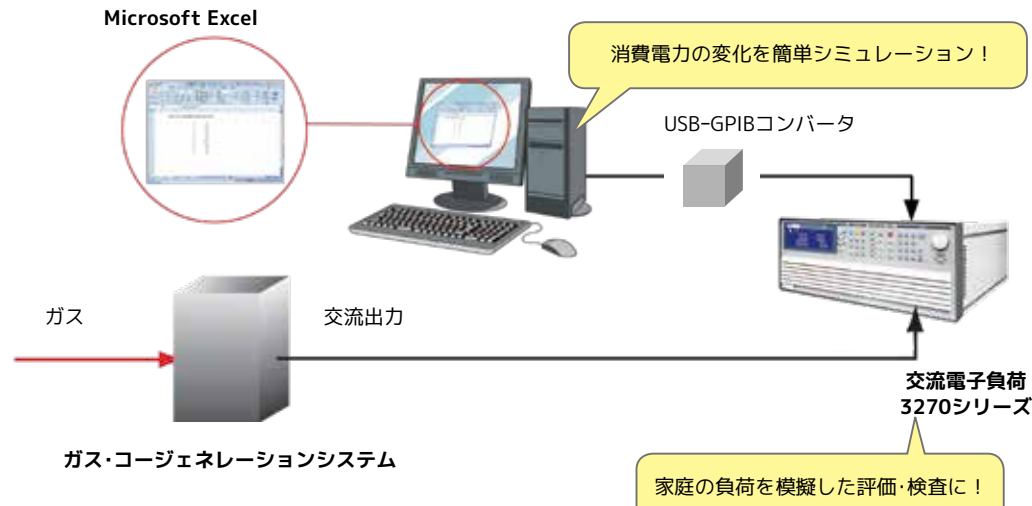 Microsoft Excel
消費電力の変化を簡単シミュレーション！
USB-GPIBコンバータ
ガス
交流出力
交流電子負荷
3270シリーズ
ガス･コージェネレーションシステム
家庭の負荷を模擬した評価･検査に！